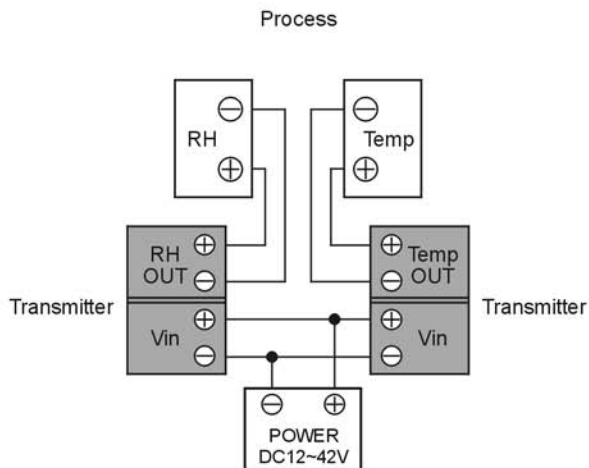 Process
RH
Temp
RH
OUT
Temp
OUT
Transmitter
Transmitter
Vin
Vin
POWER
DC12~42V